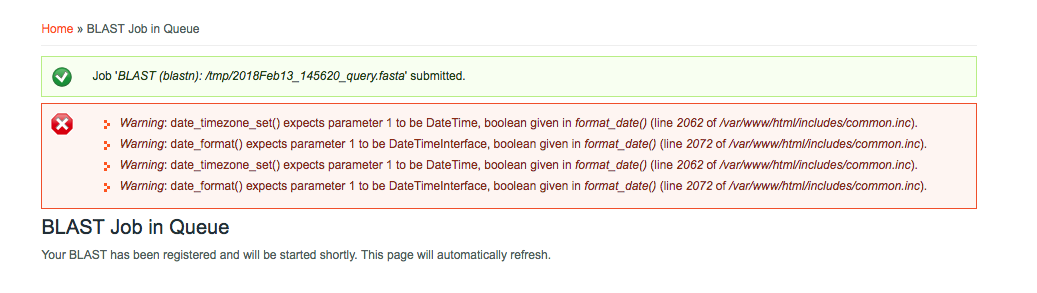 Home » BLAST Job in Queue
Job 'BLAST (blastn): /tmp/2018Feb13_145620_query.fasta' submitted.
Warning: date_timezone_set() expects parameter 1 to be DateTime, boolean given in format_date() (line 2062 of /var/www/html/includes/common.inc).
Warning: date_format() expects parameter 1 to be DateTimeInterface, boolean given in format_date() (line 2072 of /var/www/html/includes/common.inc).
Warning: date_timezone_set() expects parameter 1 to be DateTime, boolean given in format_date() (line 2062 of /var/www/html/includes/common.inc).
Warning: date_format() expects parameter 1 to be DateTimeInterface, boolean given in format_date() (line 2072 of /var/www/html/includes/common.inc).
BLAST Job in Queue
Your BLAST has been registered and will be started shortly. This page will automatically refresh.